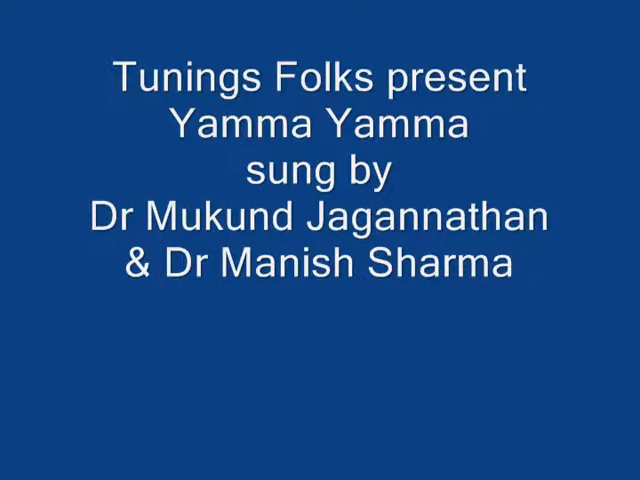 Tunings Folks present
Yamma Yamma
sung by
Dr Mukund Jagannathan
& Dr Manish Sharma